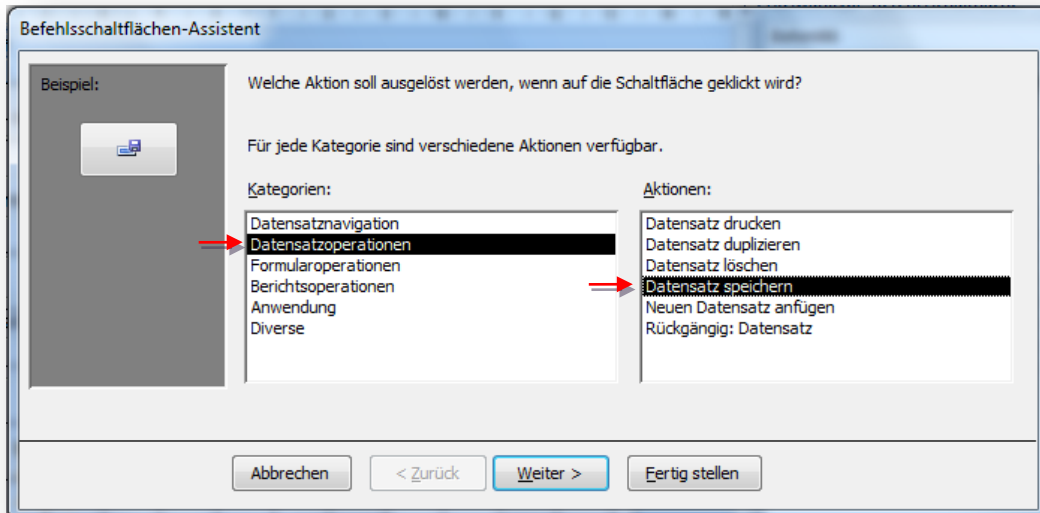 Befehlsschaltflächen-Assistent
Beispiel:
Welche Aktion soll ausgelöst werden, wenn auf die Schaltfläche geklickt wird?
Für jede Kategorie sind verschiedene Aktionen verfügbar.
Kategorien:
Datensatznavigation
Datensatzoperationen
Formularoperationen
Berichtsoperationen
Anwendung
Diverse
Aktionen:
Datensatz drucken
Datensatz duplizieren
Datensatz löschen
Datensatz speichern
Neuen Datensatz anfügen
Rückgängig: Datensatz
Abbrechen
< Zurück
Weiter >
Fertig stellen